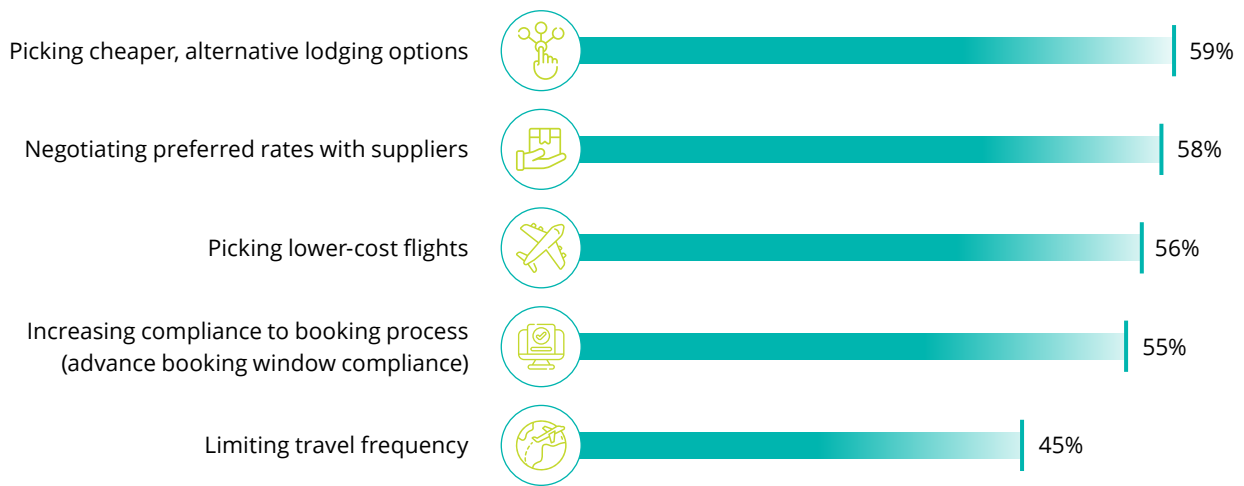 Picking cheaper, alternative lodging options
59%
Negotiating preferred rates with suppliers
58%
Picking lower-cost flights
56%
Increasing compliance to booking process
(advance booking window compliance)
55%
Limiting travel frequency
45%